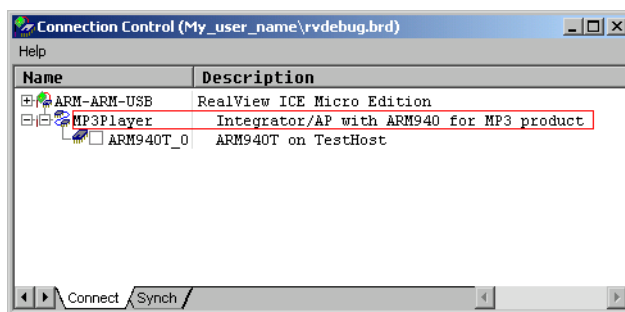 Connection Control (My_user_name\rvdebug.brd)
Help
Name Description
ARM-ARM-USB RealView ICE Micro Edition
MP3Player Integrator/AP with ARM940 for MP3 product
ARM940T_0 ARM940T on TestHost
Connect Synch